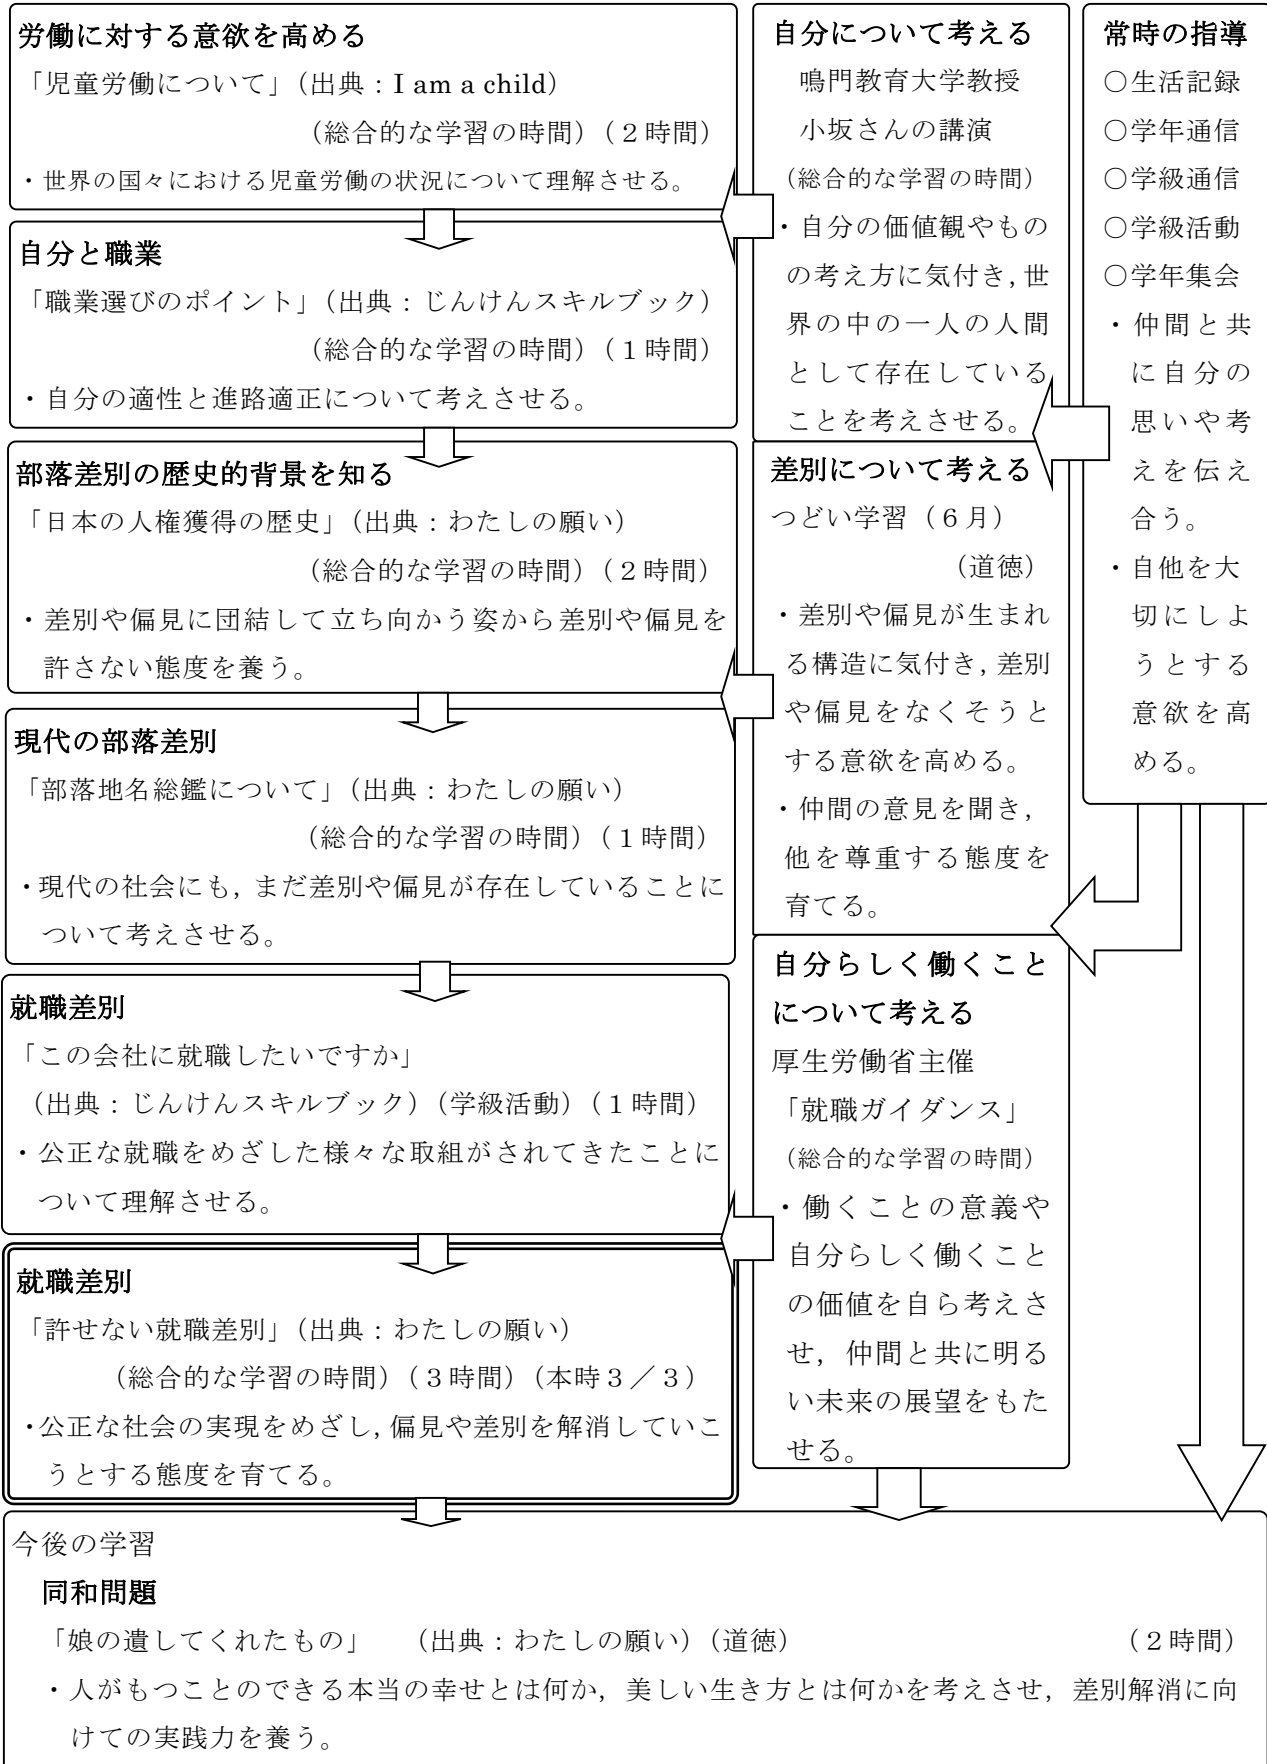 労働に対する意欲を高める
「児童労働について」（出典：I am a child）
（総合的な学習の時間）（２時間）
・世界の国々における児童労働の状況について理解させる。
自分と職業
「職業選びのポイント」（出典：じんけんスキルブック）
（総合的な学習の時間）（１時間）
・自分の適性と進路適正について考えさせる。
部落差別の歴史的背景を知る
「日本の人権獲得の歴史」（出典：わたしの願い）
（総合的な学習の時間）（２時間）
・差別や偏見に団結して立ち向かう姿から差別や偏見を
許さない態度を養う。
現代の部落差別
「部落地名総鑑について」（出典：わたしの願い）
（総合的な学習の時間）（１時間）
・現代の社会にも，まだ差別や偏見が存在していることに
ついて考えさせる。
就職差別
「この会社に就職したいですか」
（出典：じんけんスキルブック）（学級活動）（１時間）
・公正な就職をめざした様々な取組がされてきたことに
ついて理解させる。
就職差別
「許せない就職差別」（出典：わたしの願い）
（総合的な学習の時間）（３時間）（本時３／３）
・公正な社会の実現をめざし，偏見や差別を解消していこ
うとする態度を育てる。
自分について考える
鳴門教育大学教授
小坂さんの講演
（総合的な学習の時間）
・自分の価値観やもの
の考え方に気付き，世
界の中の一人の人間
として存在している
ことを考えさせる。
差別について考える
つどい学習（６月）
（道徳）
・差別や偏見が生まれ
る構造に気付き，差別
や偏見をなくそうと
する意欲を高める。
・仲間の意見を聞き，
他を尊重する態度を
育てる。
自分らしく働くこと
について考える
厚生労働省主催
「就職ガイダンス」
（総合的な学習の時間）
・働くことの意義や
自分らしく働くこと
の価値を自ら考えさ
せ，仲間と共に明る
い未来の展望をもた
せる。
常時の指導
○生活記録
○学年通信
○学級通信
○学級活動
○学年集会
・仲間と共
に自分の
思いや考
えを伝え
合う。
・自他を大
切にしよ
うとする
意欲を高
める。
今後の学習
同和問題
「娘の遺してくれたもの」　（出典：わたしの願い）（道徳）　（２時間）
・人がもつことのできる本当の幸せとは何か，美しい生き方とは何かを考えさせ，差別解消に向
けての実践力を養う。